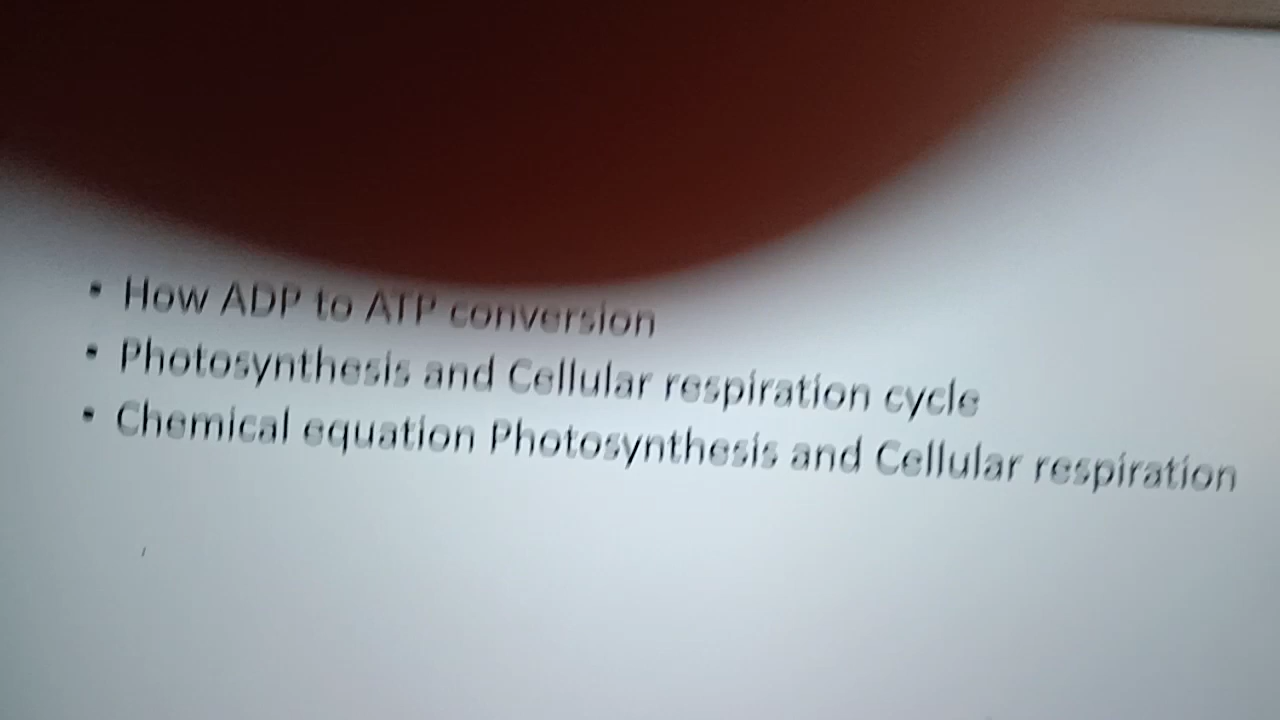 • How ADP to ATP conversion
• Photosynthesis and Cellular respiration cycle
• Chemical equation Photosynthesis and Cellular respiration